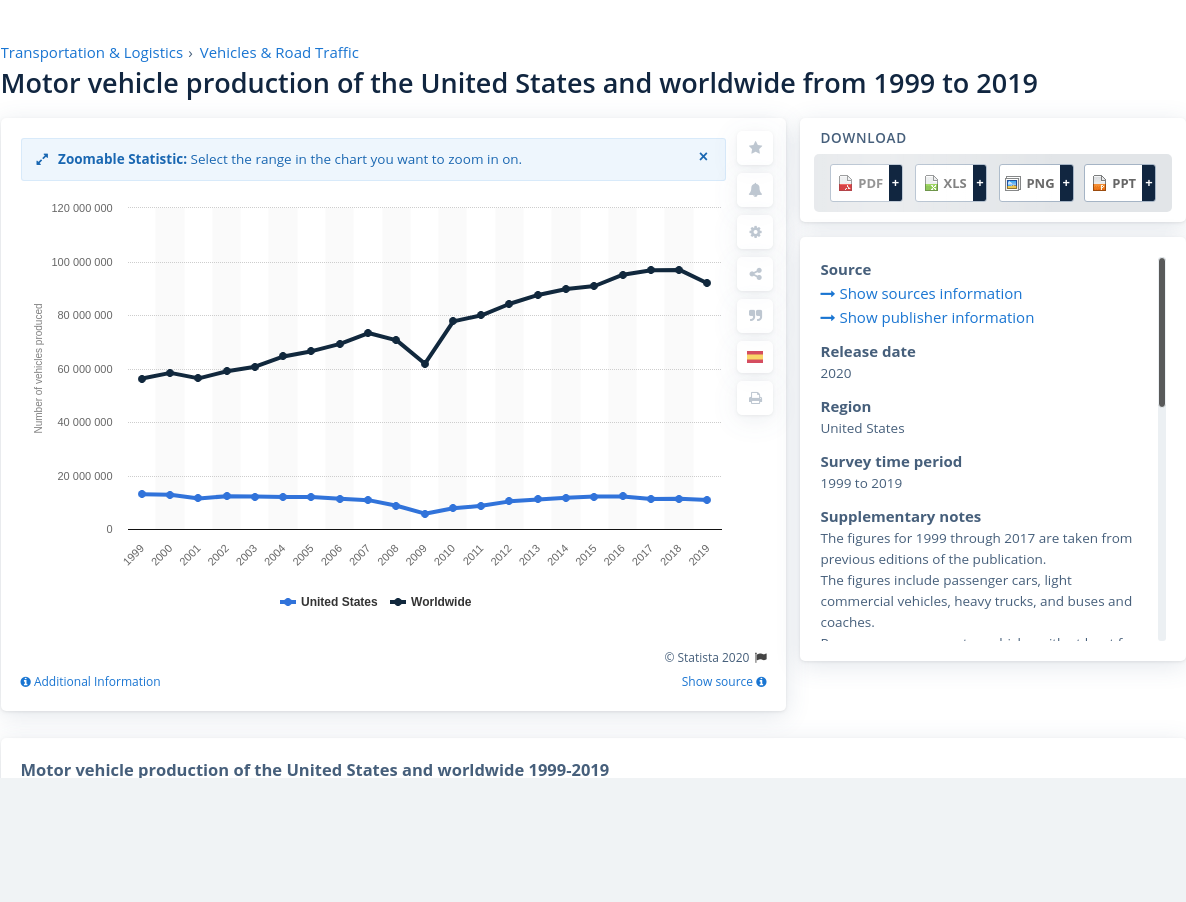 Transportation & Logistics › Vehicles & Road Traffic
Motor vehicle production of the United States and worldwide from 1999 to 2019
Zoomable Statistic: Select the range in the chart you want to zoom in on.
×
120 000 000
100 000 000
80 000 000
60 000 000
40 000 000
20 000 000
0
Number of vehicles produced
1999
2000
2001
2002
2003
2004
2005
2006
2007
2008
2009
2010
2011
2012
2013
2014
2015
2016
2017
2018
2019
United States
Worldwide
© Statista 2020
Additional Information
Show source
DOWNLOAD
PDF +
XLS +
PNG +
PPT +
Source
Show sources information
Show publisher information
Release date
2020
Region
United States
Survey time period
1999 to 2019
Supplementary notes
The figures for 1999 through 2017 are taken from
previous editions of the publication.
The figures include passenger cars, light
commercial vehicles, heavy trucks, and buses and
coaches.
Motor vehicle production of the United States and worldwide 1999-2019